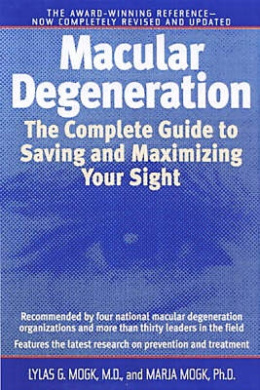 THE AWARD-WINNING REFERENCE—
NOW COMPLETELY REVISED AND UPDATED
Macular
Degeneration
The Complete Guide to
Saving and Maximizing
Your Sight
Recommended by four national macular degeneration
organizations and more than thirty leaders in the field
Features the latest research on prevention and treatment
LYLAS G. MOGK, M.D., and MARJA MOGK, Ph.D.